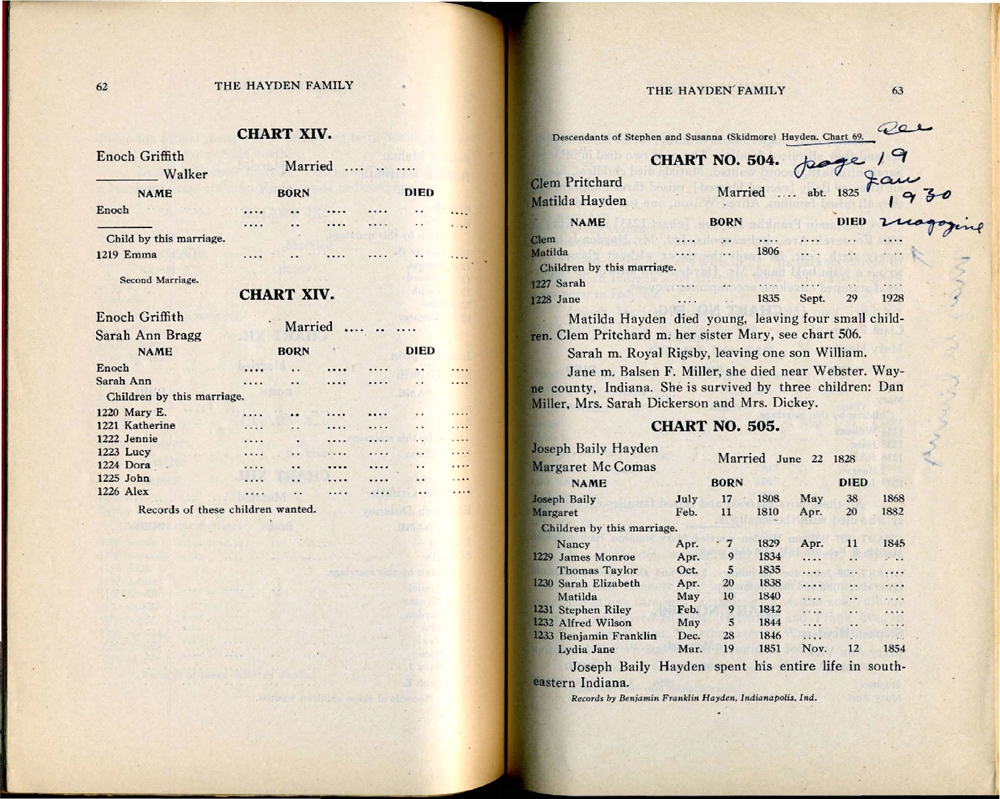 62 THE HAYDEN FAMILY
CHART XIV.
Enoch Griffith
________ Walker
Married .... .. ....
NAME BORN DIED
Enoch .... .. .... .... .. ....
________
Child by this marriage.
1219 Emma .... .. .... .... .. ....
Second Marriage.
CHART XIV.
Enoch Griffith
Sarah Ann Bragg
Married .... .. ....
NAME BORN DIED
Enoch .... .. .... .... .. ....
Sarah Ann .... .. .... .... .. ....
Children by this marriage.
1220 Mary E. .... .. .... .... .. ....
1221 Katherine .... .. .... .... .. ....
1222 Jennie .... .. .... .... .. ....
1223 Lucy .... .. .... .... .. ....
1224 Dora .... .. .... .... .. ....
1225 John .... .. .... .... .. ....
1226 Alex .... .. .... .... .. ....
Records of these children wanted.
THE HAYDEN FAMILY 63
Descendants of Stephen and Susanna (Skidmore) Hayden. Chart 69.
See
page 19
Jan
1930
magazine
CHART NO. 504.
Clem Pritchard
Matilda Hayden
Married .... abt. 1825
NAME BORN DIED
Clem .... .. .... .... .. ....
Matilda 1806 .... .. ....
Children by this marriage.
1227 Sarah .... .. .... .... .. ....
1228 Jane .... 1835 Sept. 29 1928
Matilda Hayden died young, leaving four small child-
ren. Clem Pritchard m. her sister Mary, see chart 506.
Sarah m. Royal Rigsby, leaving one son William.
Jane m. Balsen F. Miller, she died near Webster. Way-
ne county, Indiana. She is survived by three children: Dan
Miller, Mrs. Sarah Dickerson and Mrs. Dickey.
CHART NO. 505.
Joseph Baily Hayden
Margaret Mc Comas
Married June 22 1828
NAME BORN DIED
Joseph Baily July 17 1808 May 38 1868
Margaret Feb. 11 1810 Apr. 20 1882
Children by this marriage.
Nancy Apr. 7 1829 Apr. 11 1845
1229 James Monroe Apr. 9 1834 .... .. ....
Thomas Taylor Oct. 5 1835 .... .. ....
1230 Sarah Elizabeth Apr. 20 1838 .... .. ....
Matilda May 10 1840 .... .. ....
1231 Stephen Riley Feb. 9 1842 .... .. ....
1232 Alfred Wilson May 5 1844 .... .. ....
1233 Benjamin Franklin Dec. 28 1846 .... .. ....
Lydia Jane Mar. 19 1851 Nov. 12 1854
Joseph Baily Hayden spent his entire life in south-
eastern Indiana.
Records by Benjamin Franklin Hayden, Indianapolis, Ind.